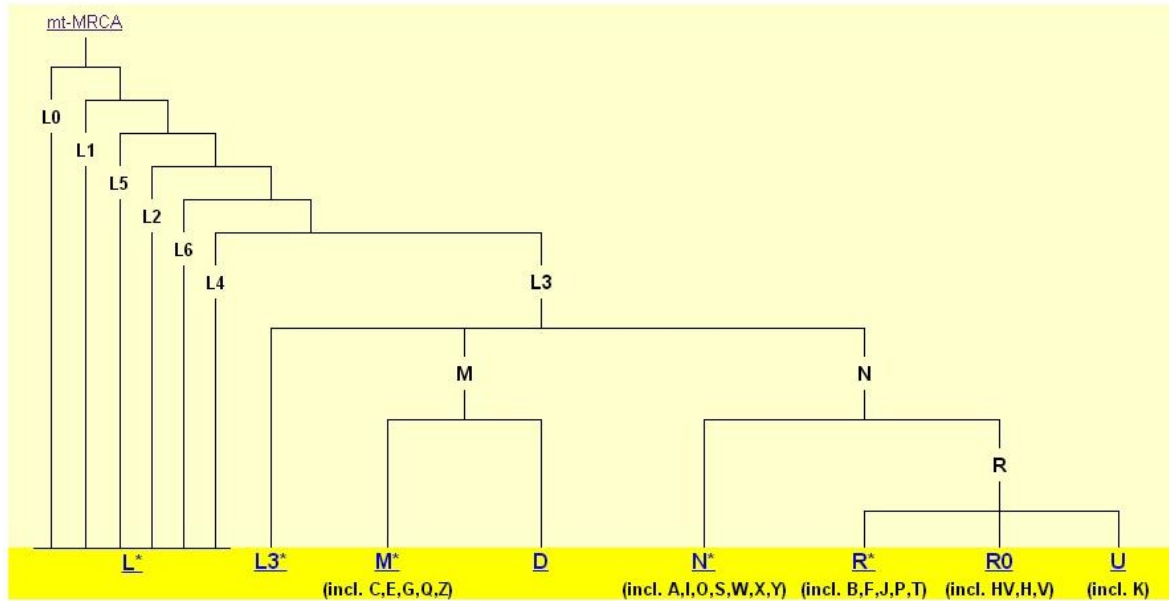 mt-MRCA
L0
L1
L5
L2
L6
L4
L3
M
N
R
L* L3* M* D N* R* R0 U
(incl. C,E,G,Q,Z) (incl. A,I,O,S,W,X,Y) (incl. B,F,J,P,T) (incl. HV,H,V) (incl. K)